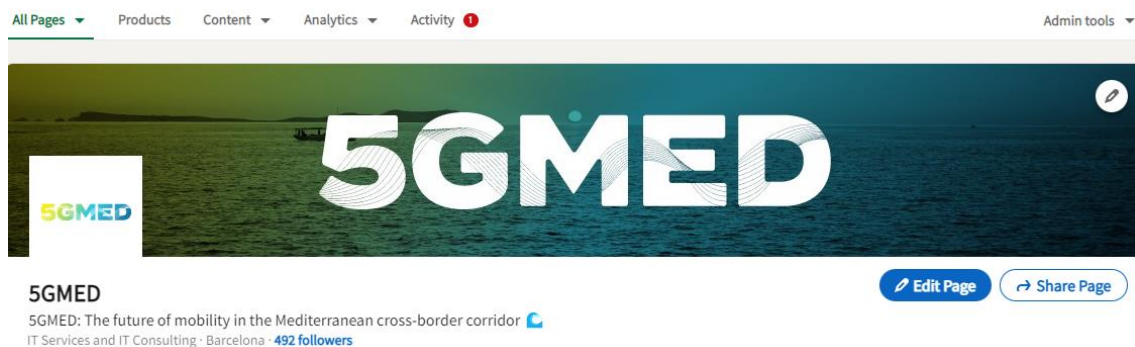 All Pages Products Content Analytics Activity 1 Admin tools
5GMED
5GMED
5GMED
Edit Page Share Page
5GMED: The future of mobility in the Mediterranean cross-border corridor 🌊
IT Services and IT Consulting · Barcelona · 492 followers